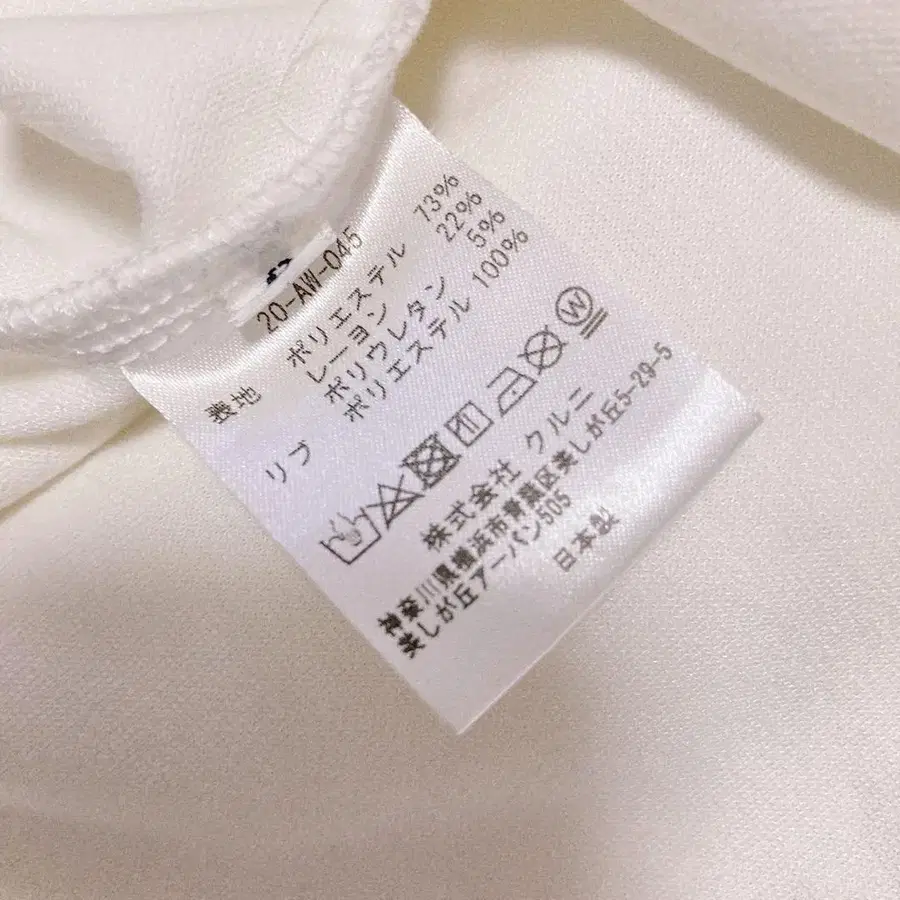 20-AW-045
表地 ポリエステル 73%
レーヨン 22%
ポリウレタン 5%
リブ ポリエステル 100%
W
株式会社 クルニ
神奈川県横浜市青葉区美しが丘5-29-5
美しが丘アーバン505
日本製